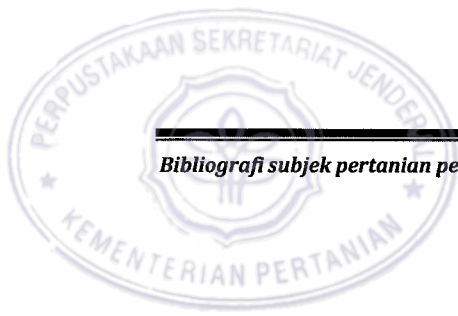 PERPUSTAKAAN SEKRETARIAT JENDERAL
Bibliografi subjek pertanian pe
KEMENTERIAN PERTANIAN